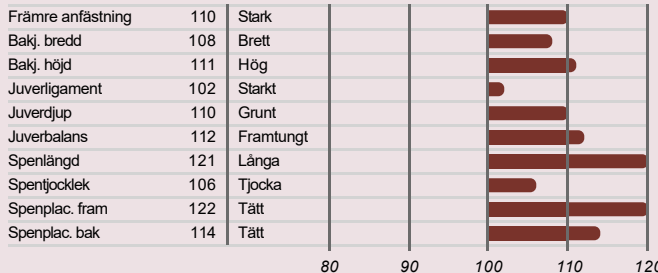 Främre anfästning 110 Stark
Bakj. bredd 108 Brett
Bakj. höjd 111 Hög
Juverligament 102 Starkt
Juverdjup 110 Grunt
Juverbalans 112 Framtungt
Spenlängd 121 Långa
Spentjocklek 106 Tjocka
Spenplac. fram 122 Tätt
Spenplac. bak 114 Tätt
80 90 100 110 120